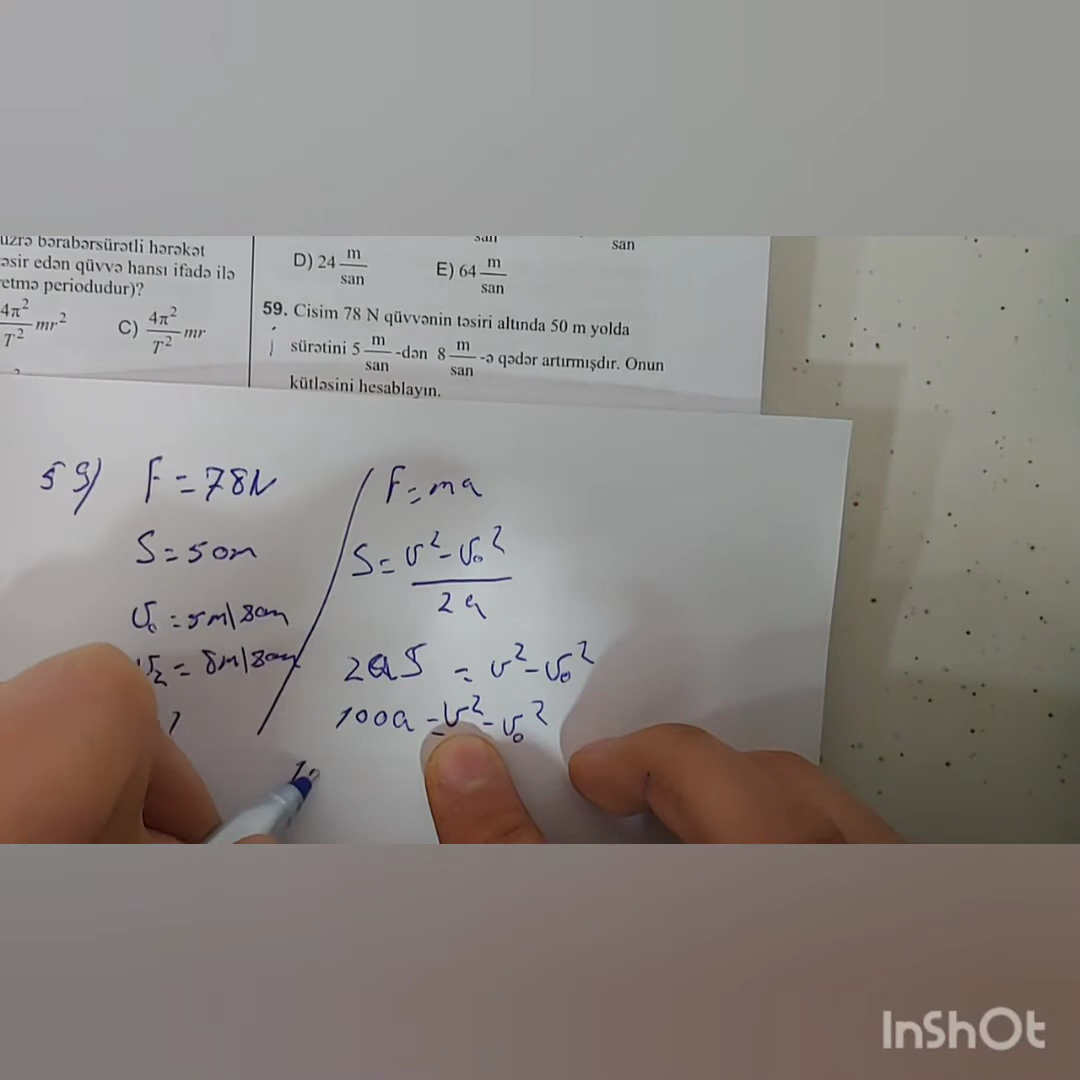 üzrə bərabərsürətli hərəkət
əsir edən qüvvə hansı ifadə ilə
etmə periodudur)?
4π²/T² mr² C) 4π²/T² mr
san san
D) 24 m/san E) 64 m/san
59. Cisim 78 N qüvvənin təsiri altında 50 m yolda
sürətini 5 m/san -dən 8 m/san -ə qədər artırmışdır. Onun
kütləsini hesablayın.
59) F=78N
S=50m
υ₀=5m/san
υ₂=8m/san
?
F=ma
S=υ²-υ₀²/2a
2aS=υ²-υ₀²
100a=υ²-υ₀²
InShOt